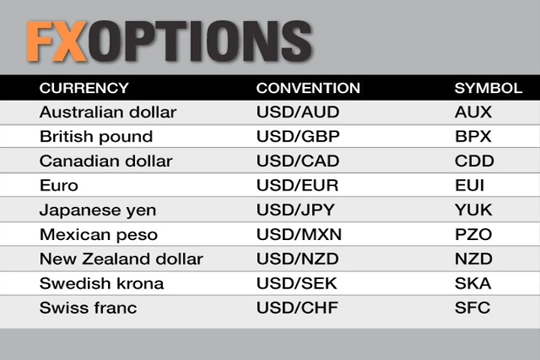 FXOPTIONS
CURRENCY CONVENTION SYMBOL
Australian dollar USD/AUD AUX
British pound USD/GBP BPX
Canadian dollar USD/CAD CDD
Euro USD/EUR EUI
Japanese yen USD/JPY YUK
Mexican peso USD/MXN PZO
New Zealand dollar USD/NZD NZD
Swedish krona USD/SEK SKA
Swiss franc USD/CHF SFC